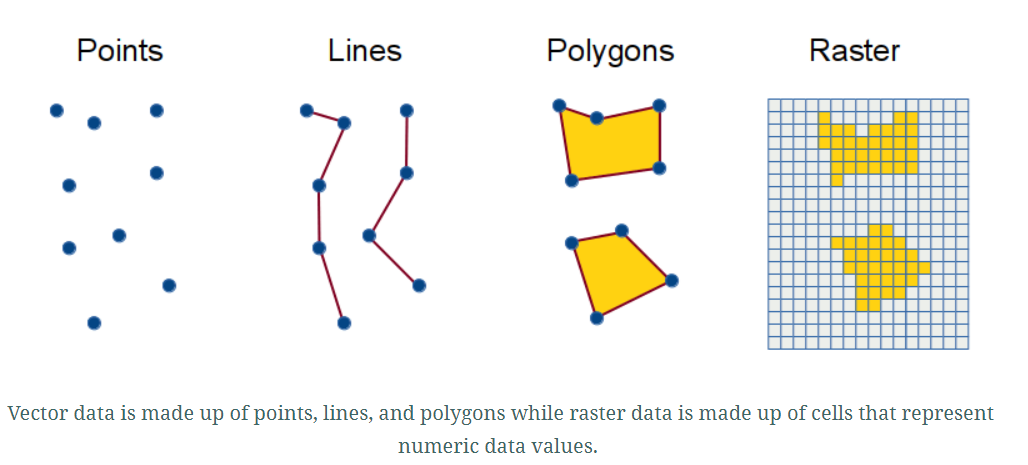 Points Lines Polygons Raster
Vector data is made up of points, lines, and polygons while raster data is made up of cells that represent
numeric data values.